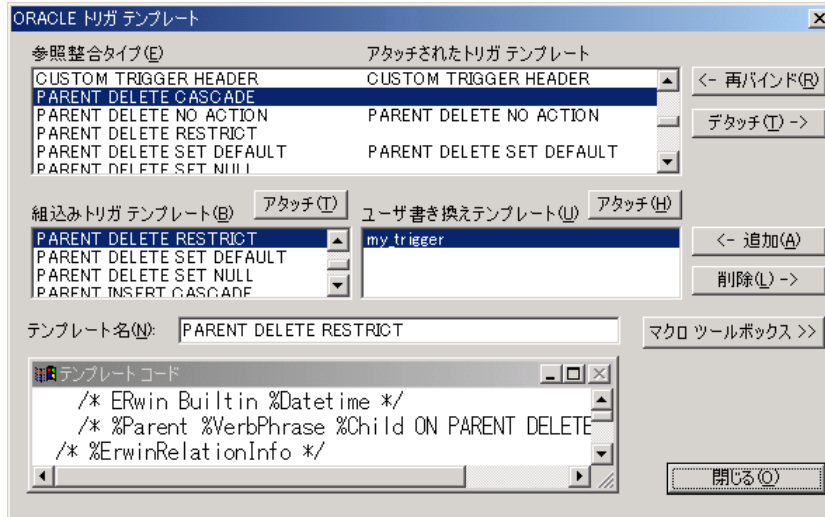 ORACLE トリガ テンプレート
参照整合タイプ(E) アタッチされたトリガ テンプレート
CUSTOM TRIGGER HEADER CUSTOM TRIGGER HEADER
PARENT DELETE CASCADE
PARENT DELETE NO ACTION PARENT DELETE NO ACTION
PARENT DELETE RESTRICT
PARENT DELETE SET DEFAULT PARENT DELETE SET DEFAULT
PARENT DELETE SET NULL
<- 再バインド(R)
デタッチ(T) ->
組込みトリガ テンプレート(B) アタッチ(T) ユーザ書き換えテンプレート(U) アタッチ(H)
PARENT DELETE RESTRICT
PARENT DELETE SET DEFAULT
PARENT DELETE SET NULL
PARENT INSERT CASCADE
my_trigger
<- 追加(A)
削除(L) ->
テンプレート名(N): PARENT DELETE RESTRICT マクロ ツールボックス >>
テンプレート コード
/* ERwin Builtin %Datetime */
/* %Parent %VerbPhrase %Child ON PARENT DELETE
/* %ErwinRelationInfo */
閉じる(O)